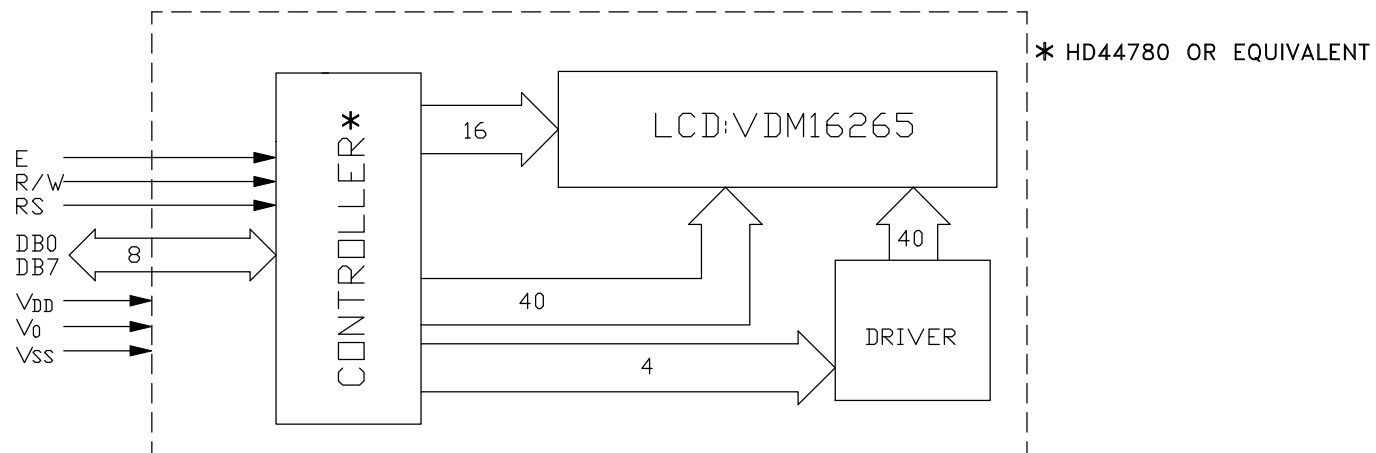 * HD44780 OR EQUIVALENT
LCD:VDM16265
CONTROLLER*
16
E
R/W
RS
DB0
DB7
8
40
VDD
V0
VSS
40
4
DRIVER